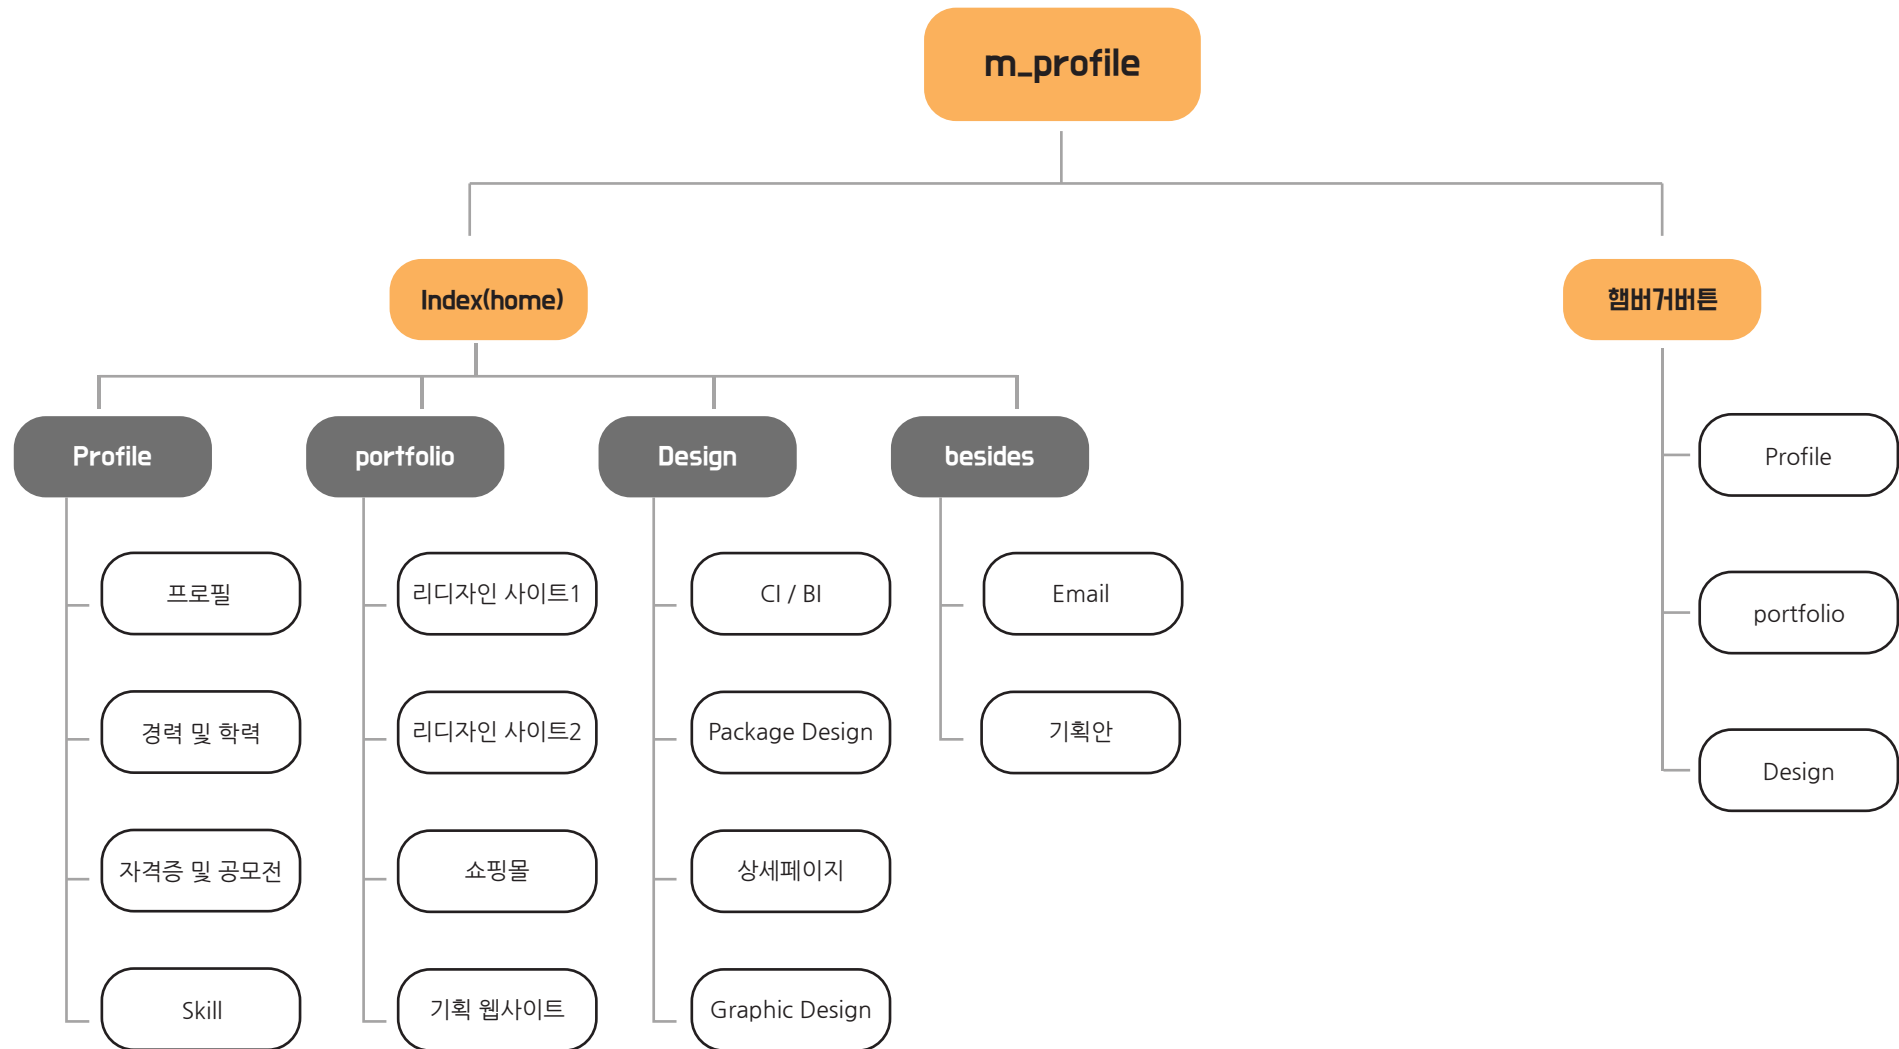 m_profile
Index(home)
햄버거버튼
Profile
portfolio
Design
besides
프로필
경력 및 학력
자격증 및 공모전
Skill
리디자인 사이트1
리디자인 사이트2
쇼핑몰
기획 웹사이트
CI / BI
Package Design
상세페이지
Graphic Design
Email
기획안
Profile
portfolio
Design